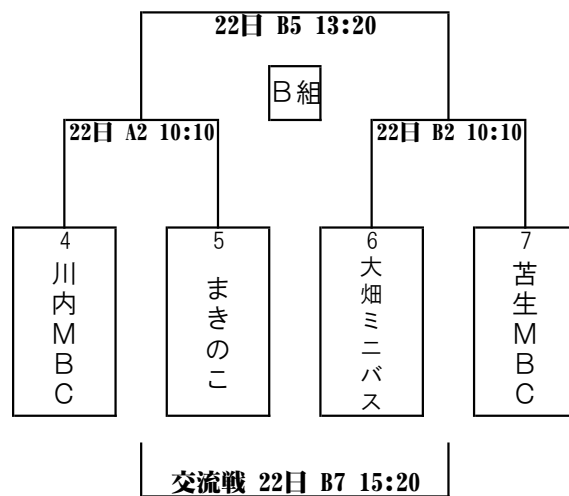 22日 B5 13:20
B組
22日 A2 10:10
22日 B2 10:10
4
川内MBC
5
まきのこ
6
大畑ミニバス
7
苫生MBC
交流戦 22日 B7 15:20